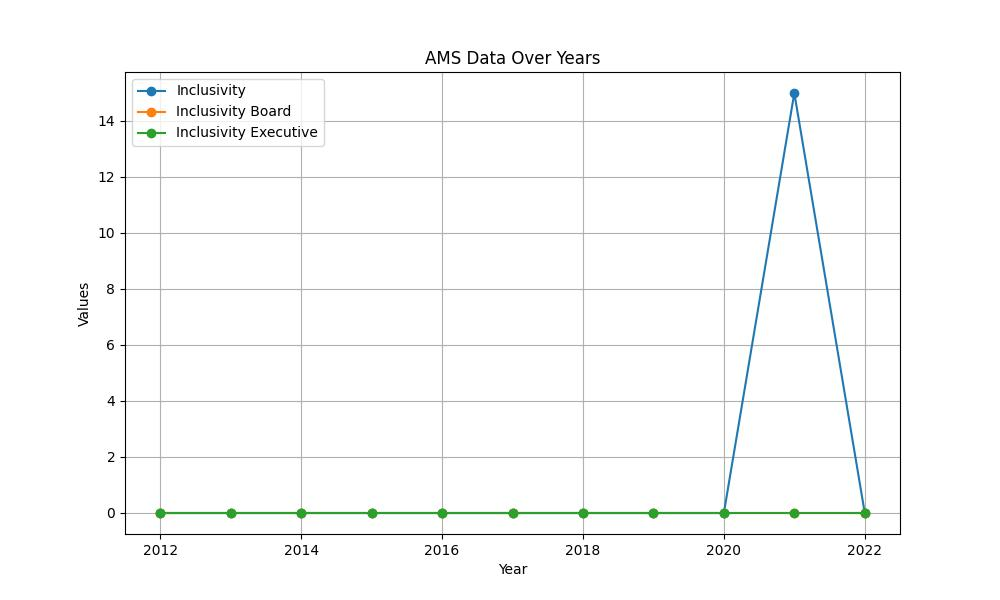 AMS Data Over Years
Inclusivity
Inclusivity Board
Inclusivity Executive
14
12
10
8
6
4
2
0
Values
2012
2014
2016
2018
2020
2022
Year